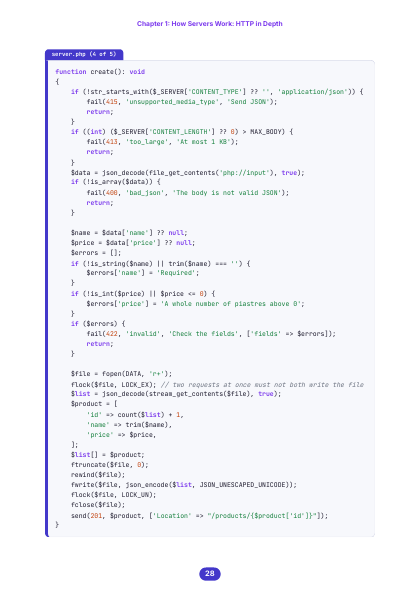 Chapter 1: How Servers Work: HTTP in Depth
server.php (4 of 5)
function create(): void
{
    if (!str_starts_with($_SERVER['CONTENT_TYPE'] ?? '', 'application/json')) {
        fail(415, 'unsupported_media_type', 'Send JSON');
        return;
    }
    if ((int) ($_SERVER['CONTENT_LENGTH'] ?? 0) > MAX_BODY) {
        fail(413, 'too_large', 'At most 1 KB');
        return;
    }
    $data = json_decode(file_get_contents('php://input'), true);
    if (!is_array($data)) {
        fail(400, 'bad_json', 'The body is not valid JSON');
        return;
    }

    $name = $data['name'] ?? null;
    $price = $data['price'] ?? null;
    $errors = [];
    if (!is_string($name) || trim($name) === '') {
        $errors['name'] = 'Required';
    }
    if (!is_int($price) || $price <= 0) {
        $errors['price'] = 'A whole number of piastres above 0';
    }
    if ($errors) {
        fail(422, 'invalid', 'Check the fields', ['fields' => $errors]);
        return;
    }

    $file = fopen(DATA, 'r+');
    flock($file, LOCK_EX); // two requests at once must not both write the file
    $list = json_decode(stream_get_contents($file), true);
    $product = [
        'id' => count($list) + 1,
        'name' => trim($name),
        'price' => $price,
    ];
    $list[] = $product;
    ftruncate($file, 0);
    rewind($file);
    fwrite($file, json_encode($list, JSON_UNESCAPED_UNICODE));
    flock($file, LOCK_UN);
    fclose($file);
    send(201, $product, ['Location' => "/products/{$product['id']}"]);
}
28